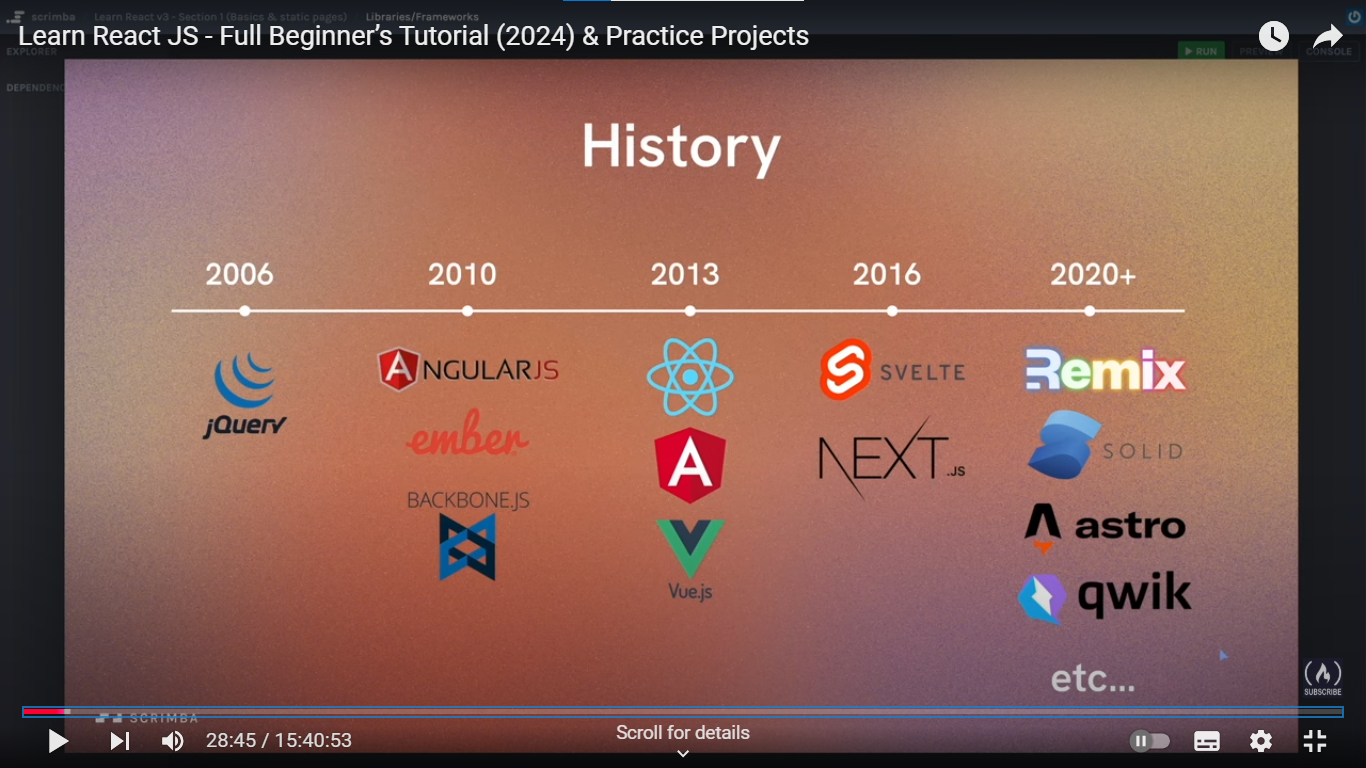 scrimba Learn React v3 - Section 1 (Basics & static pages) Libraries/Frameworks
Learn React JS - Full Beginner’s Tutorial (2024) & Practice Projects
EXPLORER
RUN
CONSOLE
History
2006 2010 2013 2016 2020+
jQuery
ANGULARJS
ember
BACKBONE.JS
A
Vue.js
SVELTE
NEXT.JS
Remix
SOLID
astro
qwik
etc...
SUBSCRIBE
SCRIMBA
28:45 / 15:40:53
Scroll for details